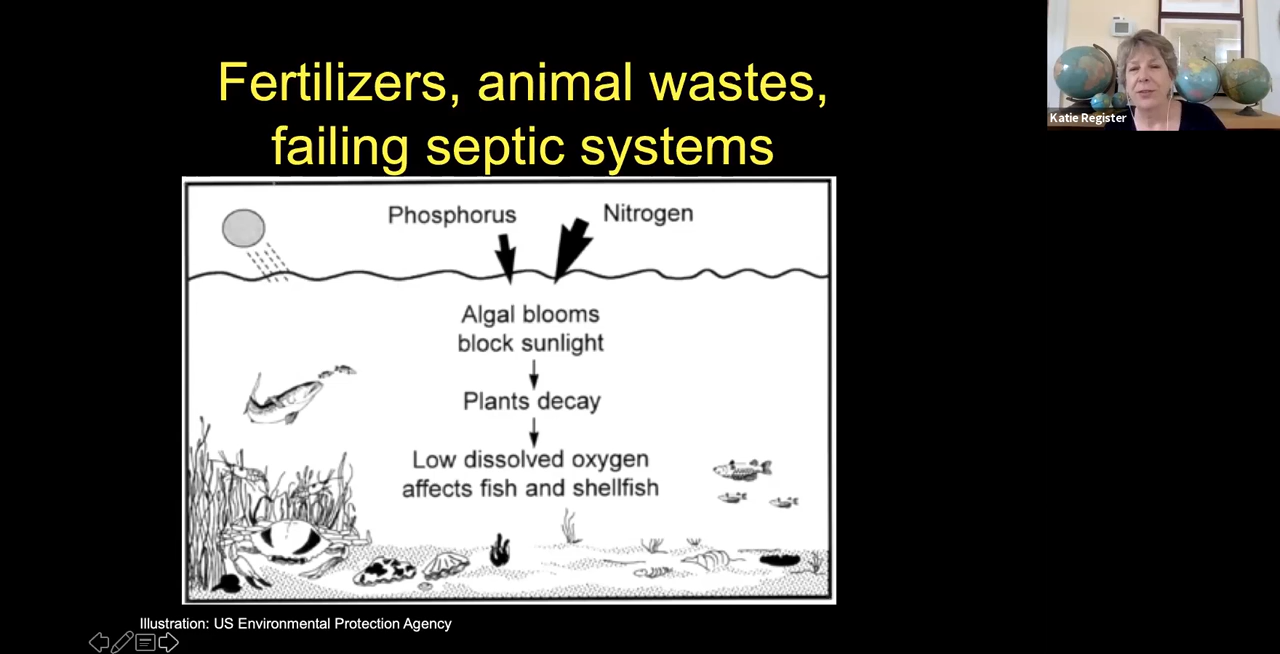 Fertilizers, animal wastes,
failing septic systems
Katie Register
Phosphorus
Nitrogen
Algal blooms
block sunlight
Plants decay
Low dissolved oxygen
affects fish and shellfish
Illustration: US Environmental Protection Agency